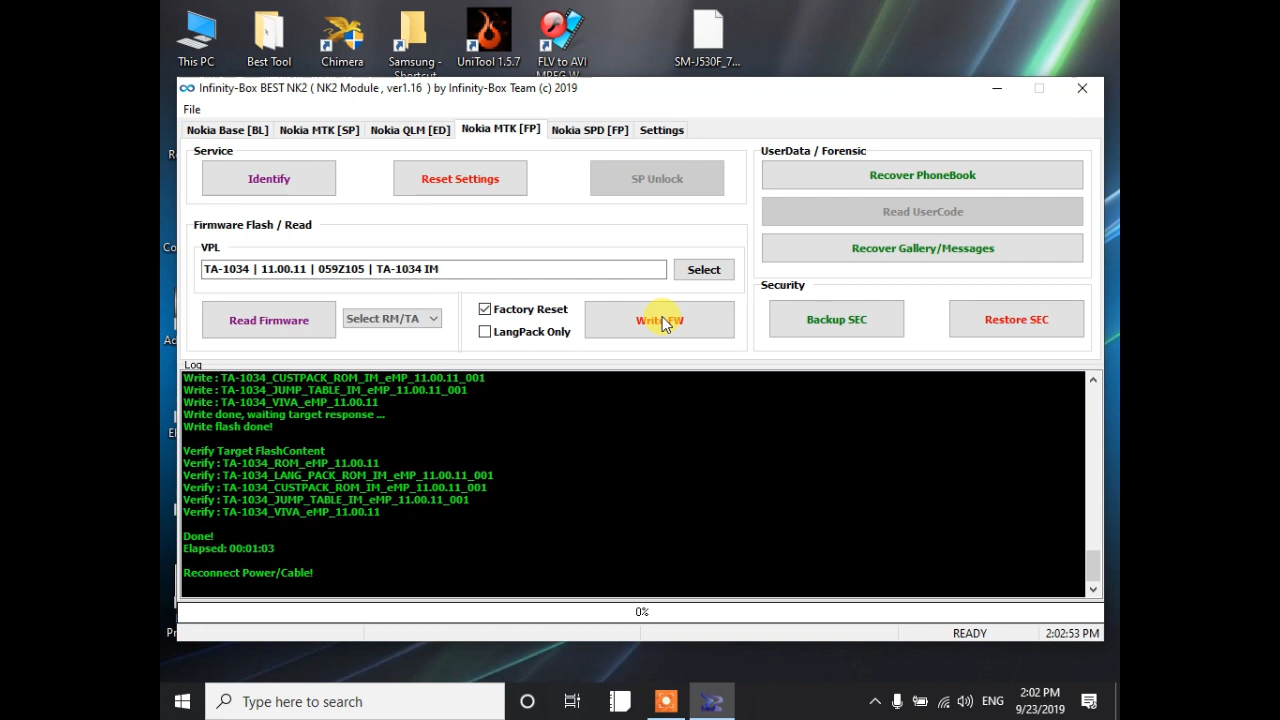 This PC
Best Tool
Chimera
Samsung -
Shortcut
UniTool 1.5.7
FLV to AVI
MPEG W...
SM-J530F_7...
Infinity-Box BEST NK2 ( NK2 Module , ver1.16 ) by Infinity-Box Team (c) 2019
File
Nokia Base [BL]
Nokia MTK [SP]
Nokia QLM [ED]
Nokia MTK [FP]
Nokia SPD [FP]
Settings
Service
Identify
Reset Settings
SP Unlock
Firmware Flash / Read
VPL
TA-1034 | 11.00.11 | 059Z105 | TA-1034 IM
Select
Read Firmware
Select RM/TA
Factory Reset
LangPack Only
Write FW
UserData / Forensic
Recover PhoneBook
Read UserCode
Recover Gallery/Messages
Security
Backup SEC
Restore SEC
Log
Write : TA-1034_CUSTPACK_ROM_IM_eMP_11.00.11_001
Write : TA-1034_JUMP_TABLE_IM_eMP_11.00.11_001
Write : TA-1034_VIVA_eMP_11.00.11
Write done, waiting target response ...
Write flash done!
Verify Target FlashContent
Verify : TA-1034_ROM_eMP_11.00.11
Verify : TA-1034_LANG_PACK_ROM_IM_eMP_11.00.11_001
Verify : TA-1034_CUSTPACK_ROM_IM_eMP_11.00.11_001
Verify : TA-1034_JUMP_TABLE_IM_eMP_11.00.11_001
Verify : TA-1034_VIVA_eMP_11.00.11
Done!
Elapsed: 00:01:03
Reconnect Power/Cable!
0%
READY
2:02:53 PM
Type here to search
ENG
2:02 PM
9/23/2019